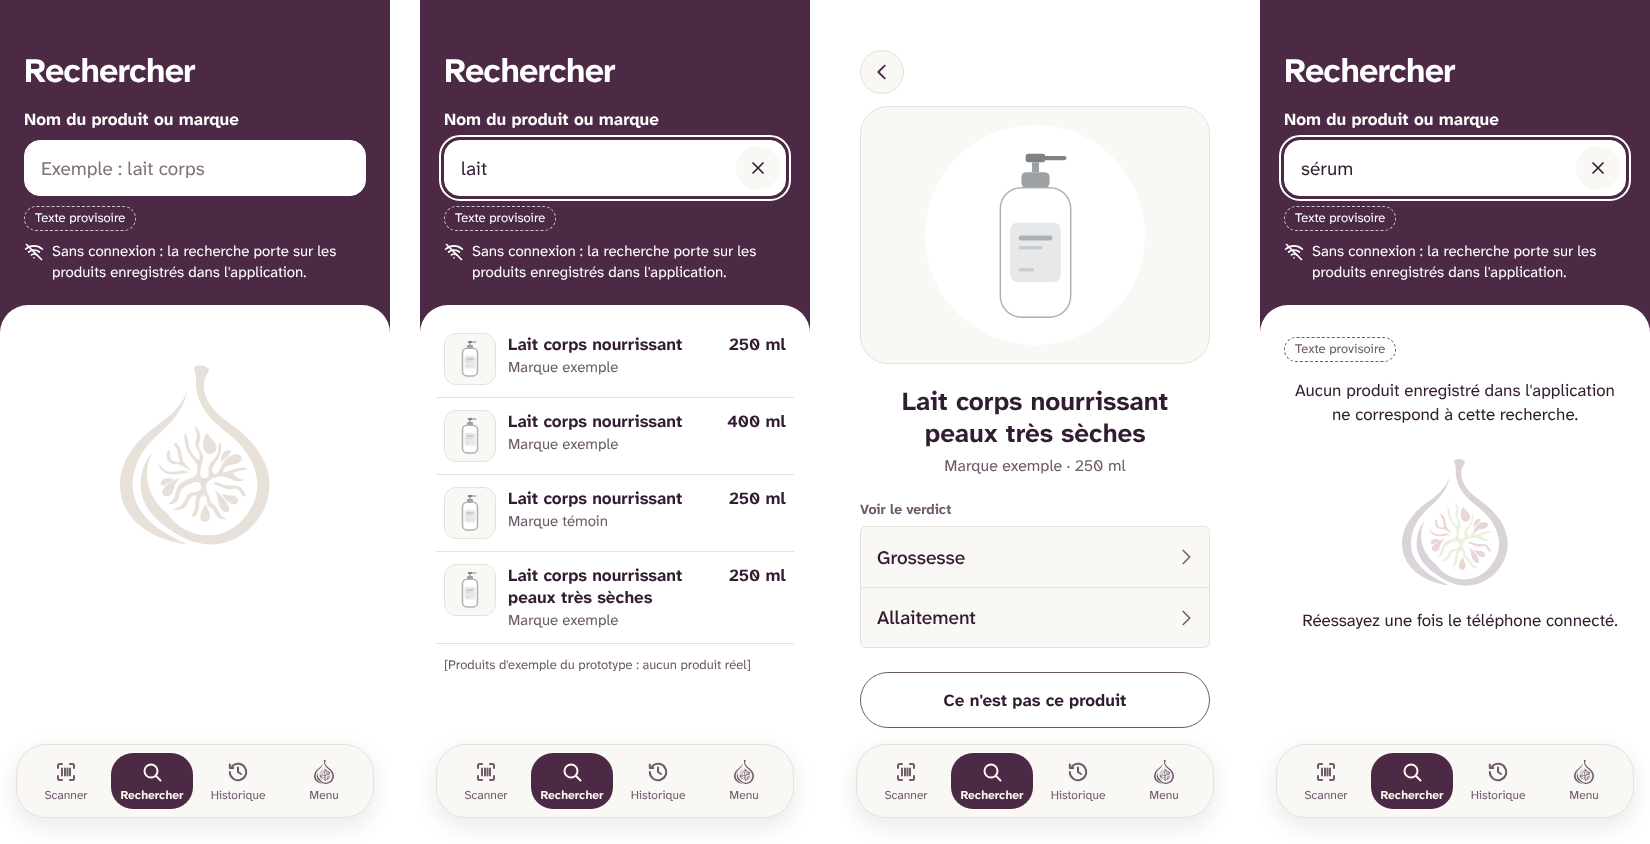 Rechercher
Nom du produit ou marque
Exemple : lait corps
Texte provisoire
Sans connexion : la recherche porte sur les
produits enregistrés dans l'application.
Scanner
Rechercher
Historique
Menu
Rechercher
Nom du produit ou marque
lait
Texte provisoire
Sans connexion : la recherche porte sur les
produits enregistrés dans l'application.
Lait corps nourrissant 250 ml
Marque exemple
Lait corps nourrissant 400 ml
Marque exemple
Lait corps nourrissant 250 ml
Marque témoin
Lait corps nourrissant 250 ml
peaux très sèches
Marque exemple
[Produits d'exemple du prototype : aucun produit réel]
Scanner
Rechercher
Historique
Menu
Lait corps nourrissant
peaux très sèches
Marque exemple · 250 ml
Voir le verdict
Grossesse
Allaitement
Ce n'est pas ce produit
Scanner
Rechercher
Historique
Menu
Rechercher
Nom du produit ou marque
sérum
Texte provisoire
Sans connexion : la recherche porte sur les
produits enregistrés dans l'application.
Texte provisoire
Aucun produit enregistré dans l'application
ne correspond à cette recherche.
Réessayez une fois le téléphone connecté.
Scanner
Rechercher
Historique
Menu